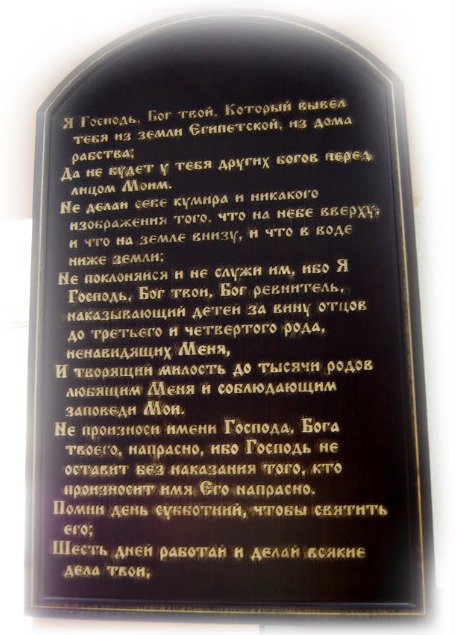 Я Господь, Бог твой, Который вывел
тебя из земли Египетской, из дома
рабства;
Да не будет у тебя других богов перед
лицом Моим.
Не делай себе кумира и никакого
изображения того, что на небе вверху,
и что на земле внизу, и что в воде
ниже земли;
Не поклоняйся и не служи им, ибо Я
Господь, Бог твои, Бог ревнитель,
наказывающий детей за вину отцов
до третьего и четвертого рода,
ненавидящих Меня,
И творящий милость до тысячи родов
любящим Меня и соблюдающим
заповеди Мои.
Не произноси имени Господа, Бога
твоего, напрасно, ибо Господь не
оставит без наказания того, кто
произносит имя Его напрасно.
Помни день субботний, чтобы святить
его;
Шесть дней работай и делай всякие
дела твои,